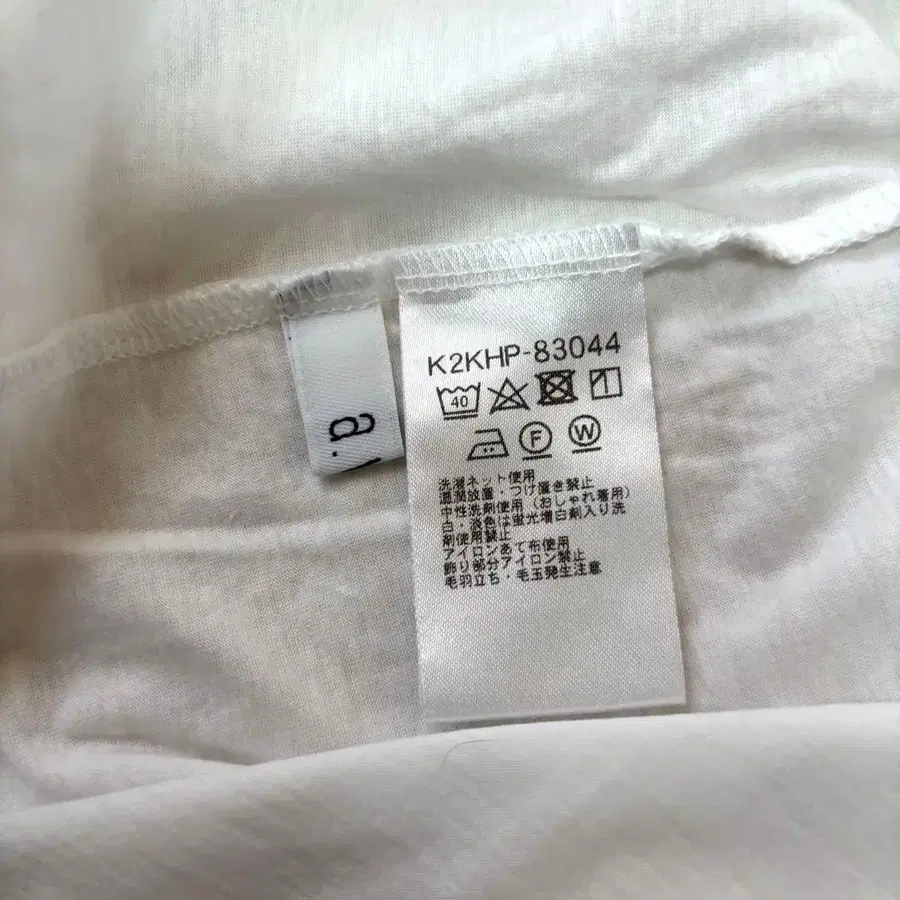 K2KHP-83044
40
F W
洗濯ネット使用
湿潤放置・つけ置き禁止
中性洗剤使用（おしゃれ着用）
白・淡色は蛍光増白剤入り洗
剤使用禁止
アイロンあて布使用
飾り部分アイロン禁止
毛羽立ち・毛玉発生注意
a.